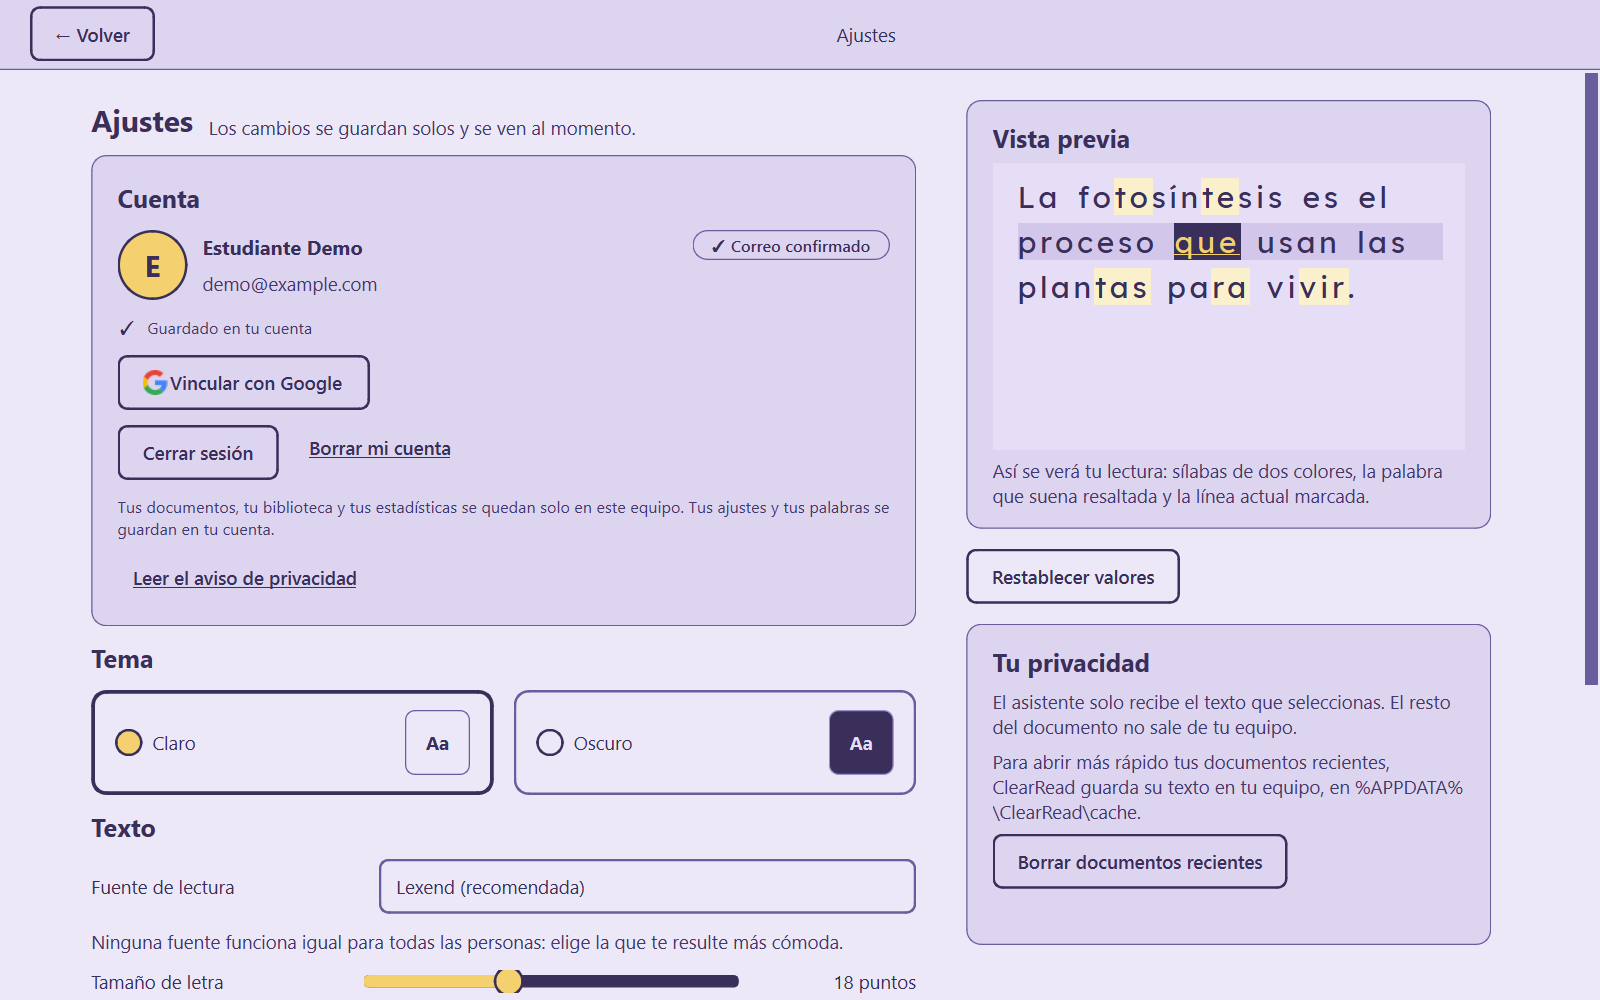 ← Volver
Ajustes
Ajustes
Los cambios se guardan solos y se ven al momento.
Cuenta
E
Estudiante Demo
demo@example.com
✓ Correo confirmado
✓ Guardado en tu cuenta
Vincular con Google
Cerrar sesión
Borrar mi cuenta
Tus documentos, tu biblioteca y tus estadísticas se quedan solo en este equipo. Tus ajustes y tus palabras se
guardan en tu cuenta.
Leer el aviso de privacidad
Tema
Claro
Aa
Oscuro
Aa
Texto
Fuente de lectura
Lexend (recomendada)
Ninguna fuente funciona igual para todas las personas: elige la que te resulte más cómoda.
Tamaño de letra
18 puntos
Vista previa
La fotosíntesis es el
proceso que usan las
plantas para vivir.
Así se verá tu lectura: sílabas de dos colores, la palabra
que suena resaltada y la línea actual marcada.
Restablecer valores
Tu privacidad
El asistente solo recibe el texto que seleccionas. El resto
del documento no sale de tu equipo.
Para abrir más rápido tus documentos recientes,
ClearRead guarda su texto en tu equipo, en %APPDATA%
\ClearRead\cache.
Borrar documentos recientes